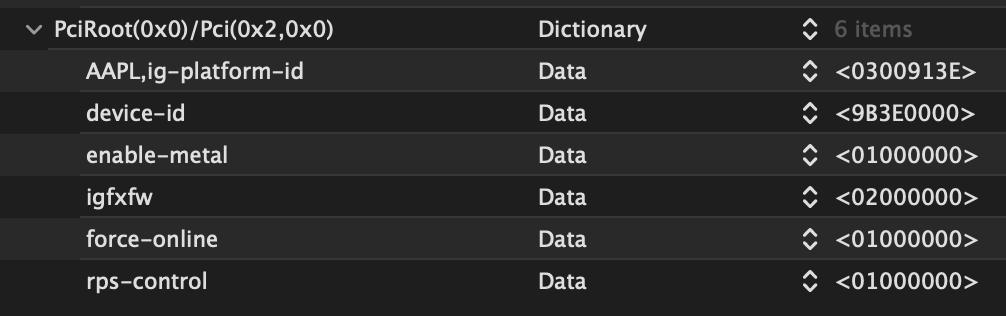 PciRoot(0x0)/Pci(0x2,0x0) Dictionary 6 items
AAPL,ig-platform-id Data <0300913E>
device-id Data <9B3E0000>
enable-metal Data <01000000>
igfxfw Data <02000000>
force-online Data <01000000>
rps-control Data <01000000>